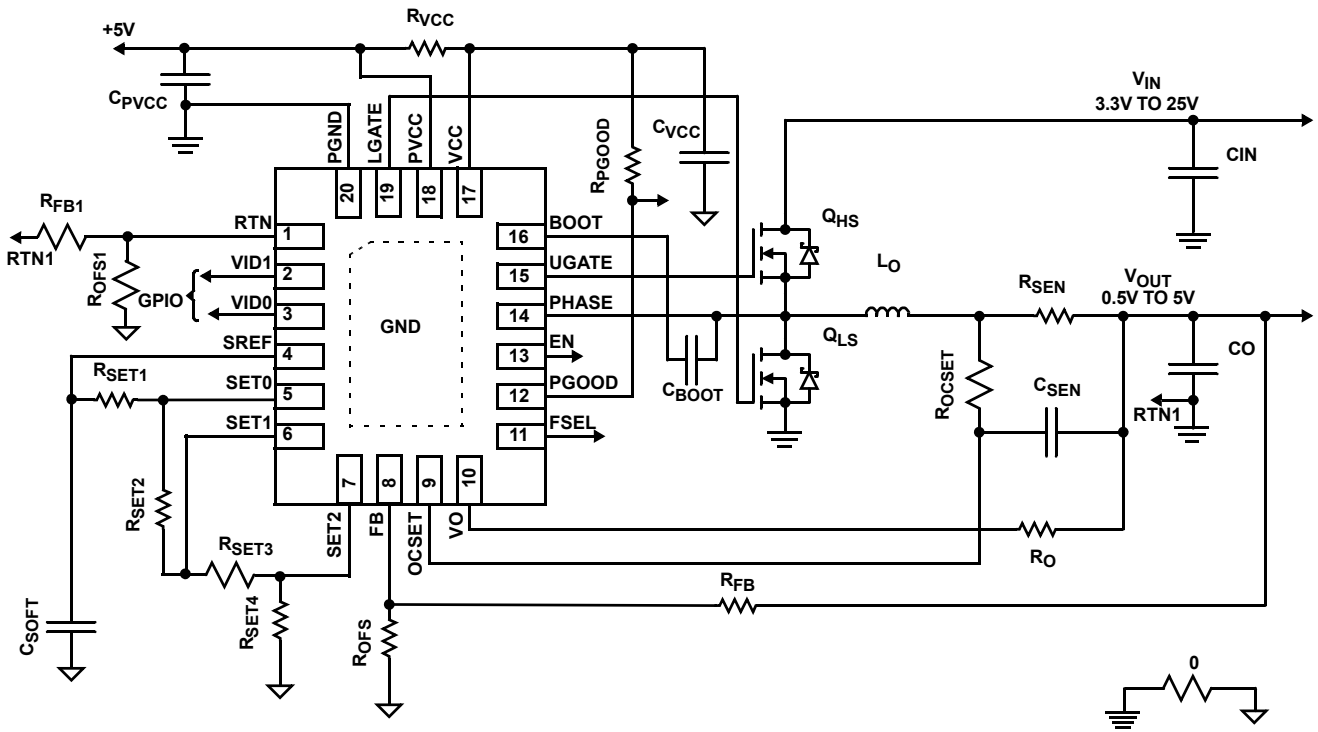 RVCC
+5V
CPVCC
VIN
3.3V TO 25V
CIN
CVCC
RPGOOD
PGND
LGATE
PVCC
VCC
20
19
18
17
RFB1
RTN1
ROFS1
GPIO
RTN
1
VID1
2
VID0
3
SREF
4
SET0
5
SET1
6
GND
16
BOOT
15
UGATE
14
PHASE
13
EN
12
PGOOD
11
FSEL
QHS
QLS
CBOOT
LO
RSEN
VOUT
0.5V TO 5V
CO
RTN1
ROCSET
CSEN
RSET1
RSET2
RSET3
RSET4
CSOFT
7
8
9
10
SET2
FB
OCSET
VO
RO
RFB
ROFS
0